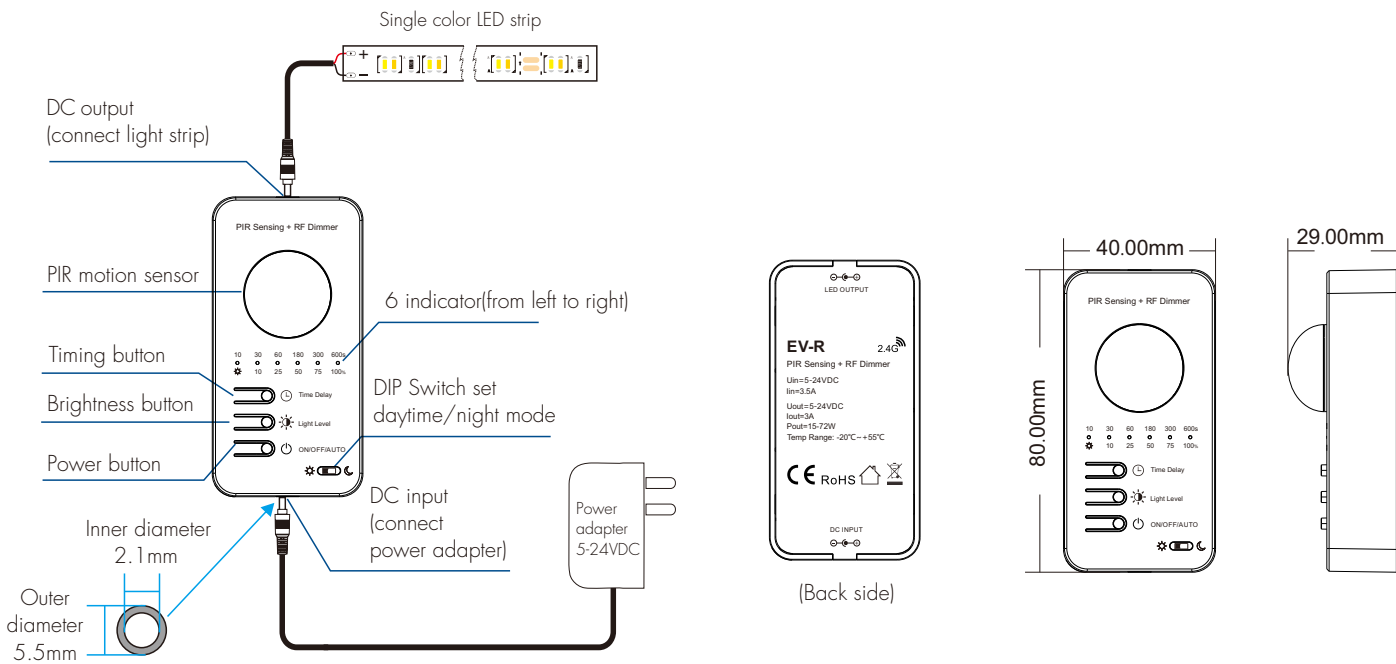 Single color LED strip
+
−
DC output
(connect light strip)
PIR Sensing + RF Dimmer
PIR motion sensor
6 indicator(from left to right)
10 30 60 180 300 600s
10 25 50 75 100%
Timing button
Time Delay
Brightness button
Light Level
Power button
ON/OFF/AUTO
DIP Switch set
daytime/night mode
DC input
(connect
power adapter)
Power
adapter
5-24VDC
Inner diameter
2.1mm
Outer
diameter
5.5mm
LED OUTPUT
EV-R 2.4G
PIR Sensing + RF Dimmer
Uin=5-24VDC
Iin=3.5A
Uout=5-24VDC
Iout=3A
Pout=15-72W
Temp Range: -20℃~+55℃
CE RoHS
DC INPUT
(Back side)
40.00mm
29.00mm
80.00mm
PIR Sensing + RF Dimmer
10 30 60 180 300 600s
10 25 50 75 100%
Time Delay
Light Level
ON/OFF/AUTO